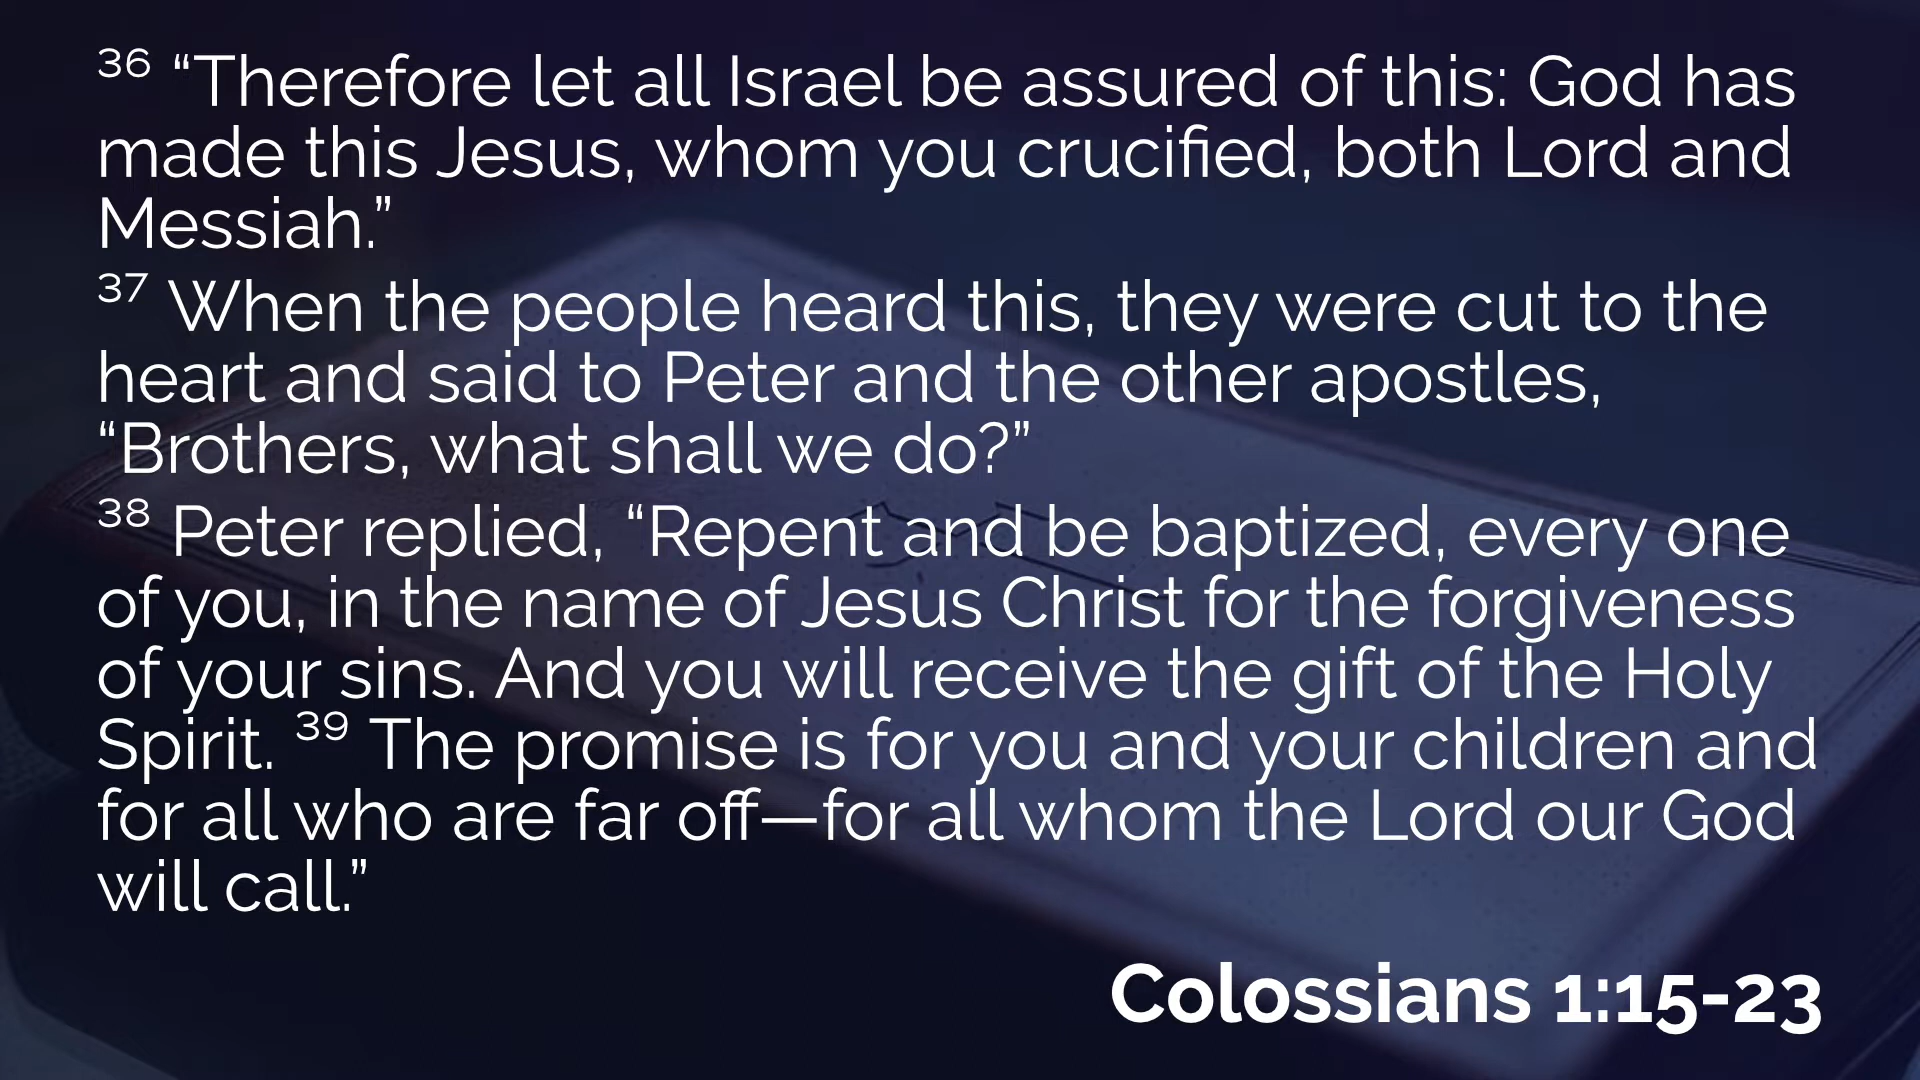 36 “Therefore let all Israel be assured of this: God has
made this Jesus, whom you crucified, both Lord and
Messiah.”
37 When the people heard this, they were cut to the
heart and said to Peter and the other apostles,
“Brothers, what shall we do?”
38 Peter replied, “Repent and be baptized, every one
of you, in the name of Jesus Christ for the forgiveness
of your sins. And you will receive the gift of the Holy
Spirit. 39 The promise is for you and your children and
for all who are far off—for all whom the Lord our God
will call.”
Colossians 1:15-23